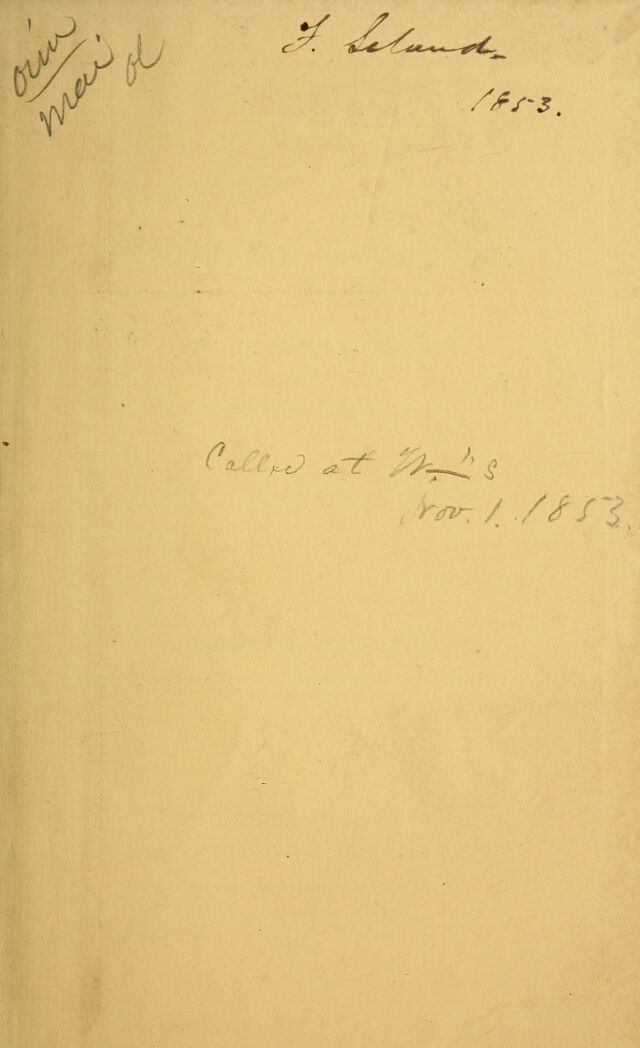 F. Leland.
1853.
Called at W.—'s
Nov. 1. 1853.